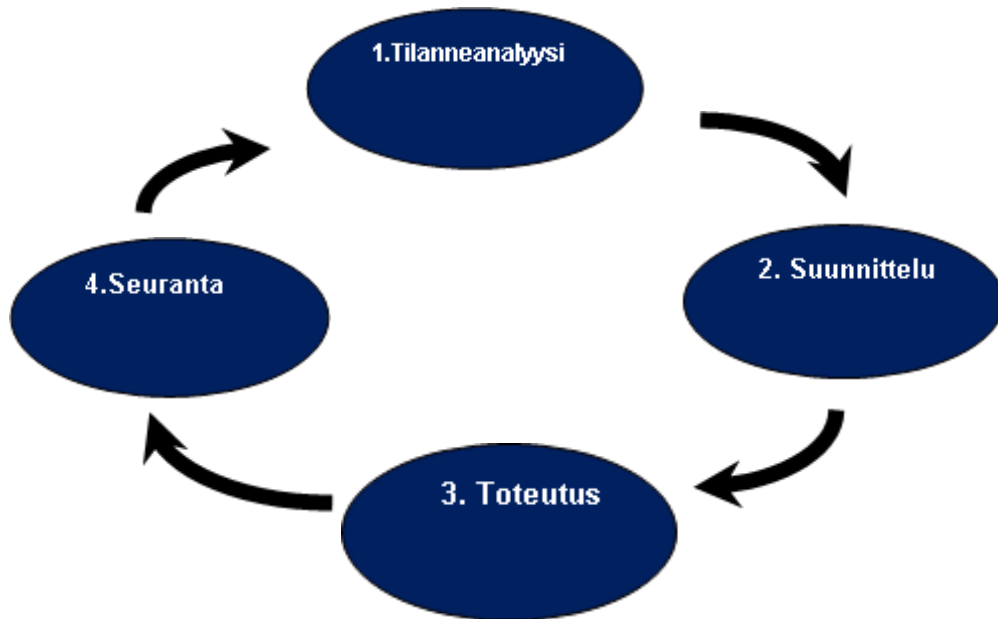 1.Tilanneanalyysi
2. Suunnittelu
3. Toteutus
4.Seuranta